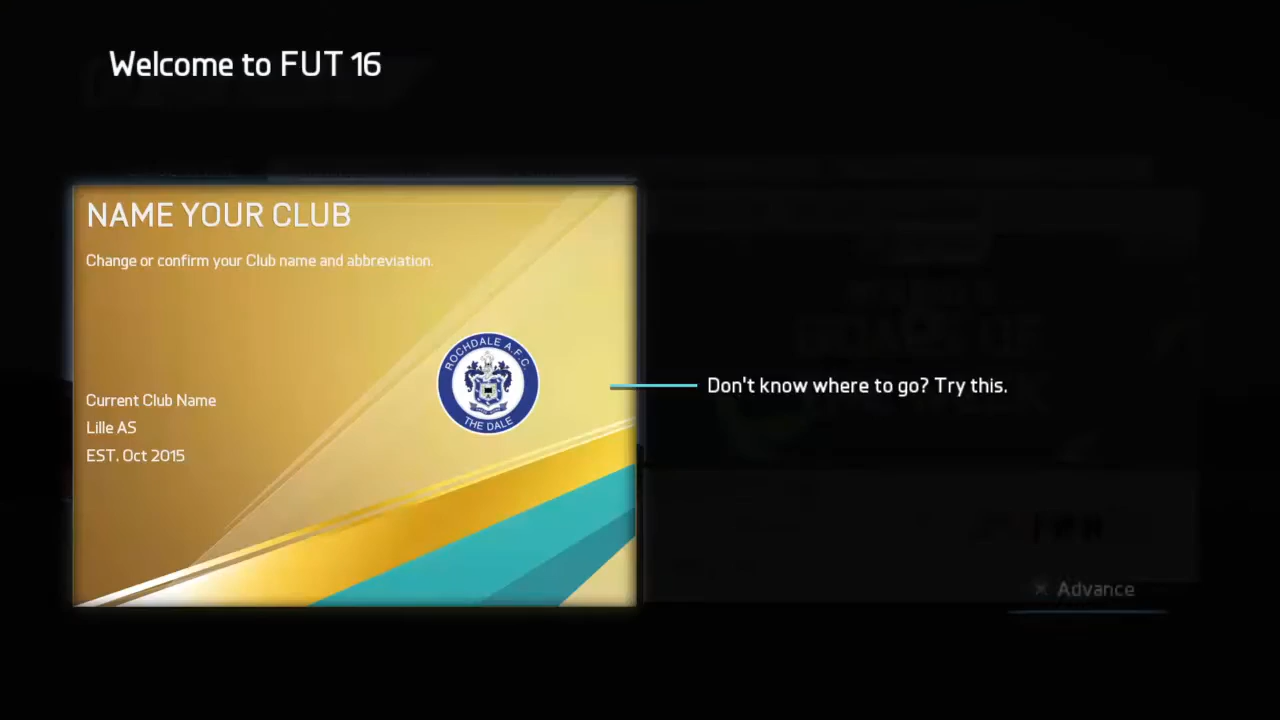 Welcome to FUT 16
NAME YOUR CLUB
Change or confirm your Club name and abbreviation.
ROCHDALE A.F.C.
THE DALE
Don't know where to go? Try this.
Current Club Name
Lille AS
EST. Oct 2015
Advance